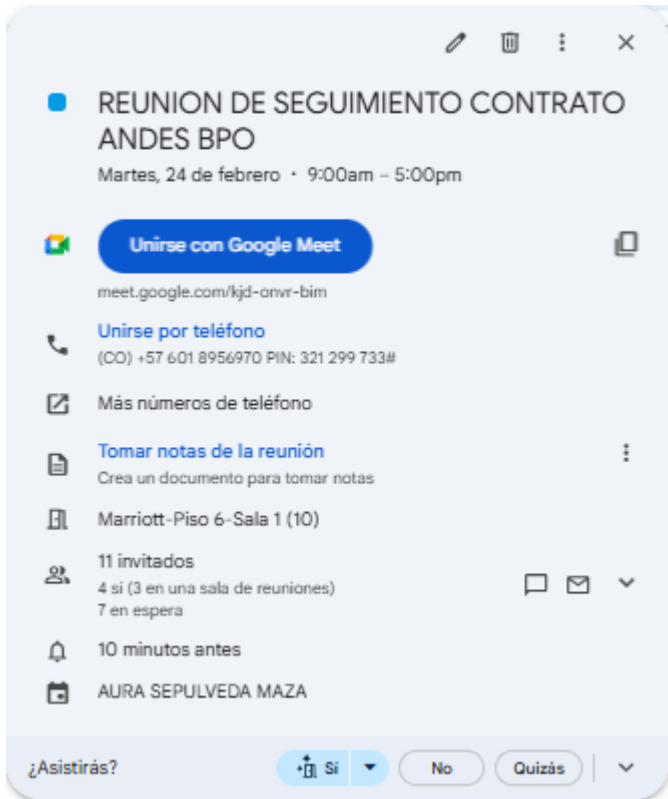 REUNION DE SEGUIMIENTO CONTRATO
ANDES BPO
Martes, 24 de febrero • 9:00am – 5:00pm
Unirse con Google Meet
meet.google.com/kjd-onvr-bim
Unirse por teléfono
(CO) +57 601 8956970 PIN: 321 299 733#
Más números de teléfono
Tomar notas de la reunión
Crea un documento para tomar notas
Marriott-Piso 6-Sala 1 (10)
11 invitados
4 sí (3 en una sala de reuniones)
7 en espera
10 minutos antes
AURA SEPULVEDA MAZA
¿Asistirás?
Sí
No
Quizás